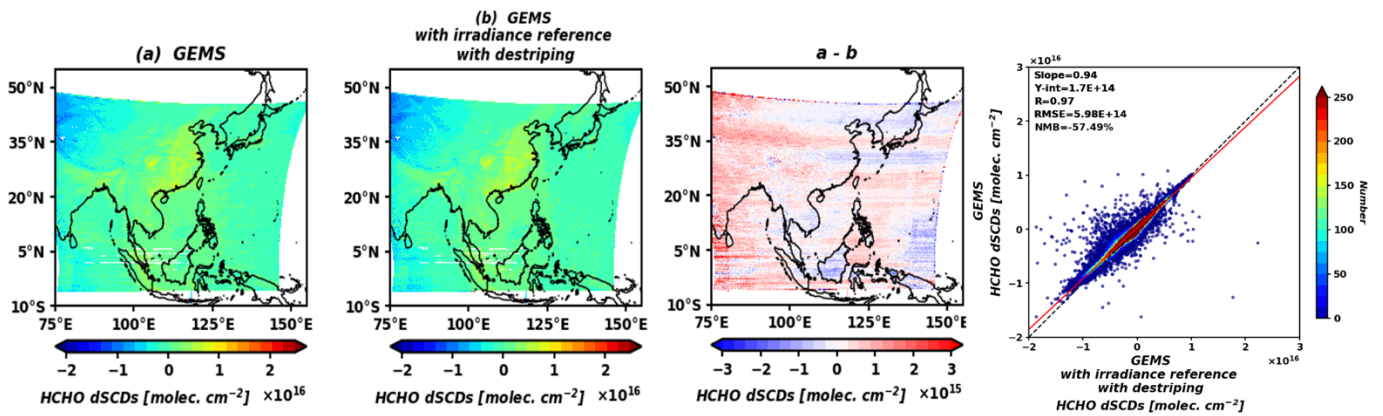 (a) GEMS
50°N
35°N
20°N
5°N
10°S
75°E
100°E
125°E
150°E
−2
−1
0
1
2
HCHO dSCDs [molec. cm−2] ×10^16
(b) GEMS
with irradiance reference
with destriping
50°N
35°N
20°N
5°N
10°S
75°E
100°E
125°E
150°E
−2
−1
0
1
2
HCHO dSCDs [molec. cm−2] ×10^16
a - b
50°N
35°N
20°N
5°N
10°S
75°E
100°E
125°E
150°E
−3
−2
−1
0
1
2
3
HCHO dSCDs [molec. cm−2] ×10^15
×10^16
Slope=0.94
Y-int=1.7E+14
R=0.97
RMSE=5.98E+14
NMB=-57.49%
3
2
1
0
−1
−2
GEMS
HCHO dSCDs [molec. cm−2]
−2
−1
0
1
2
3
×10^16
GEMS
with irradiance reference
with destriping
HCHO dSCDs [molec. cm−2]
250
200
150
100
50
0
Number